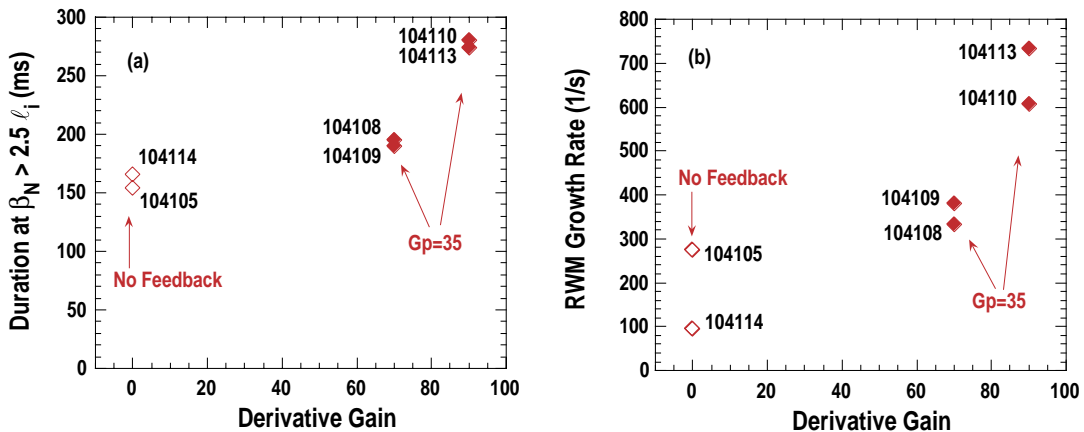 300
250
200
150
100
50
0
0 20 40 60 80 100
Derivative Gain
Duration at β_N > 2.5 ℓ_i (ms)
(a)
104110
104113
104108
104109
104114
104105
Gp=35
No Feedback
800
700
600
500
400
300
200
100
0
0 20 40 60 80 100
Derivative Gain
RWM Growth Rate (1/s)
(b)
104113
104110
No Feedback
104109
104108
104105
104114
Gp=35